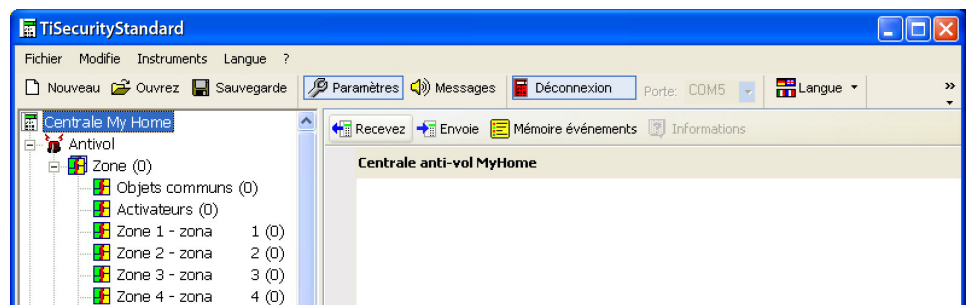 TiSecurityStandard
Fichier Modifie Instruments Langue ?
Nouveau Ouvrez Sauvegarde Paramètres Messages Déconnexion Porte: COM5 Langue »
Centrale My Home
Recevez Envoie Mémoire événements Informations
Antivol
Centrale anti-vol MyHome
Zone (0)
Objets communs (0)
Activateurs (0)
Zone 1 - zona 1 (0)
Zone 2 - zona 2 (0)
Zone 3 - zona 3 (0)
Zone 4 - zona 4 (0)